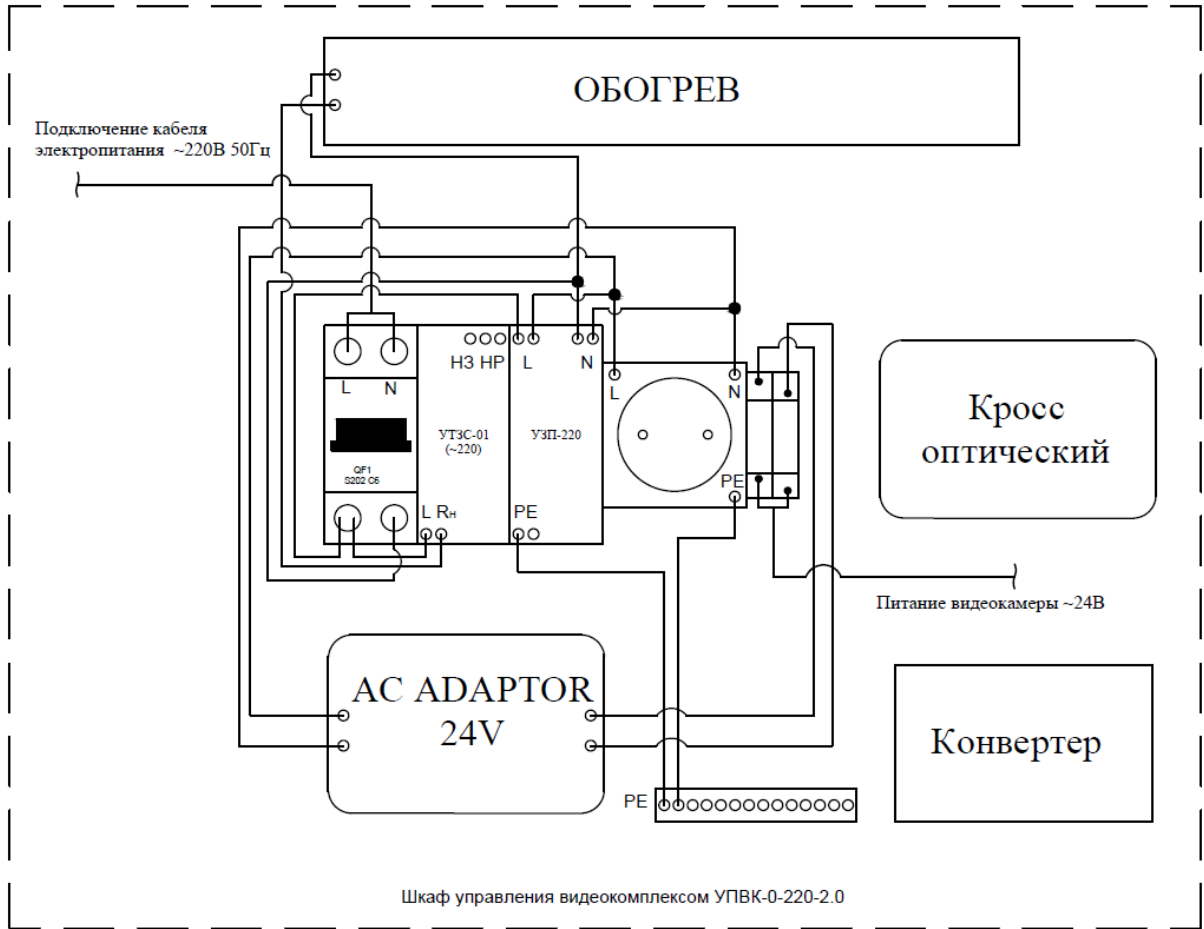 ОБОГРЕВ
Подключение кабеля
электропитания ~220В 50Гц
L N
QF1
S202 C6
НЗ НР
УТЗС-01
(~220)
L Rн
L N
УЗП-220
PE
L N
PE
Кросс
оптический
Питание видеокамеры ~24В
AC ADAPTOR
24V
Конвертер
PE
Шкаф управления видеокомплексом УПВК-0-220-2.0